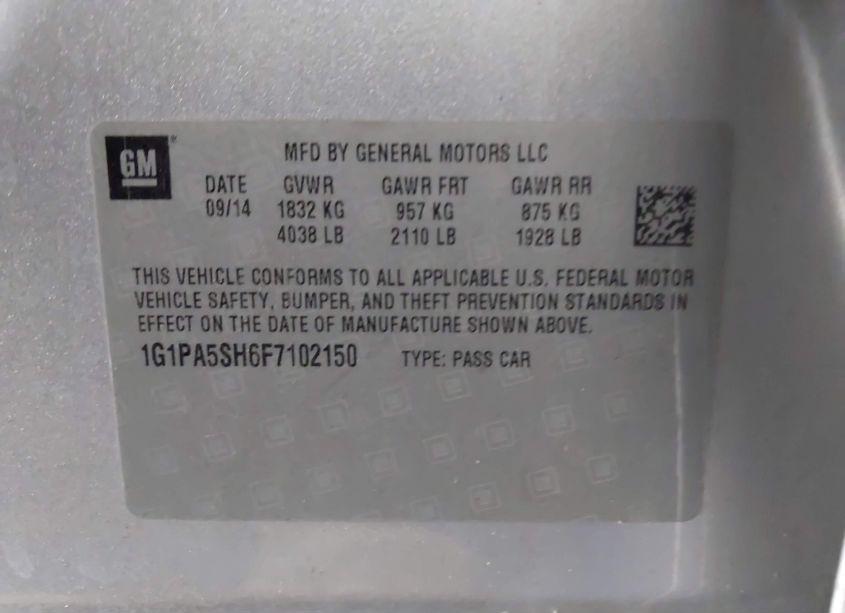 GM
MFD BY GENERAL MOTORS LLC
DATE GVWR GAWR FRT GAWR RR
09/14 1832 KG 957 KG 875 KG
4038 LB 2110 LB 1928 LB
THIS VEHICLE CONFORMS TO ALL APPLICABLE U.S. FEDERAL MOTOR
VEHICLE SAFETY, BUMPER, AND THEFT PREVENTION STANDARDS IN
EFFECT ON THE DATE OF MANUFACTURE SHOWN ABOVE.
1G1PA5SH6F7102150 TYPE: PASS CAR